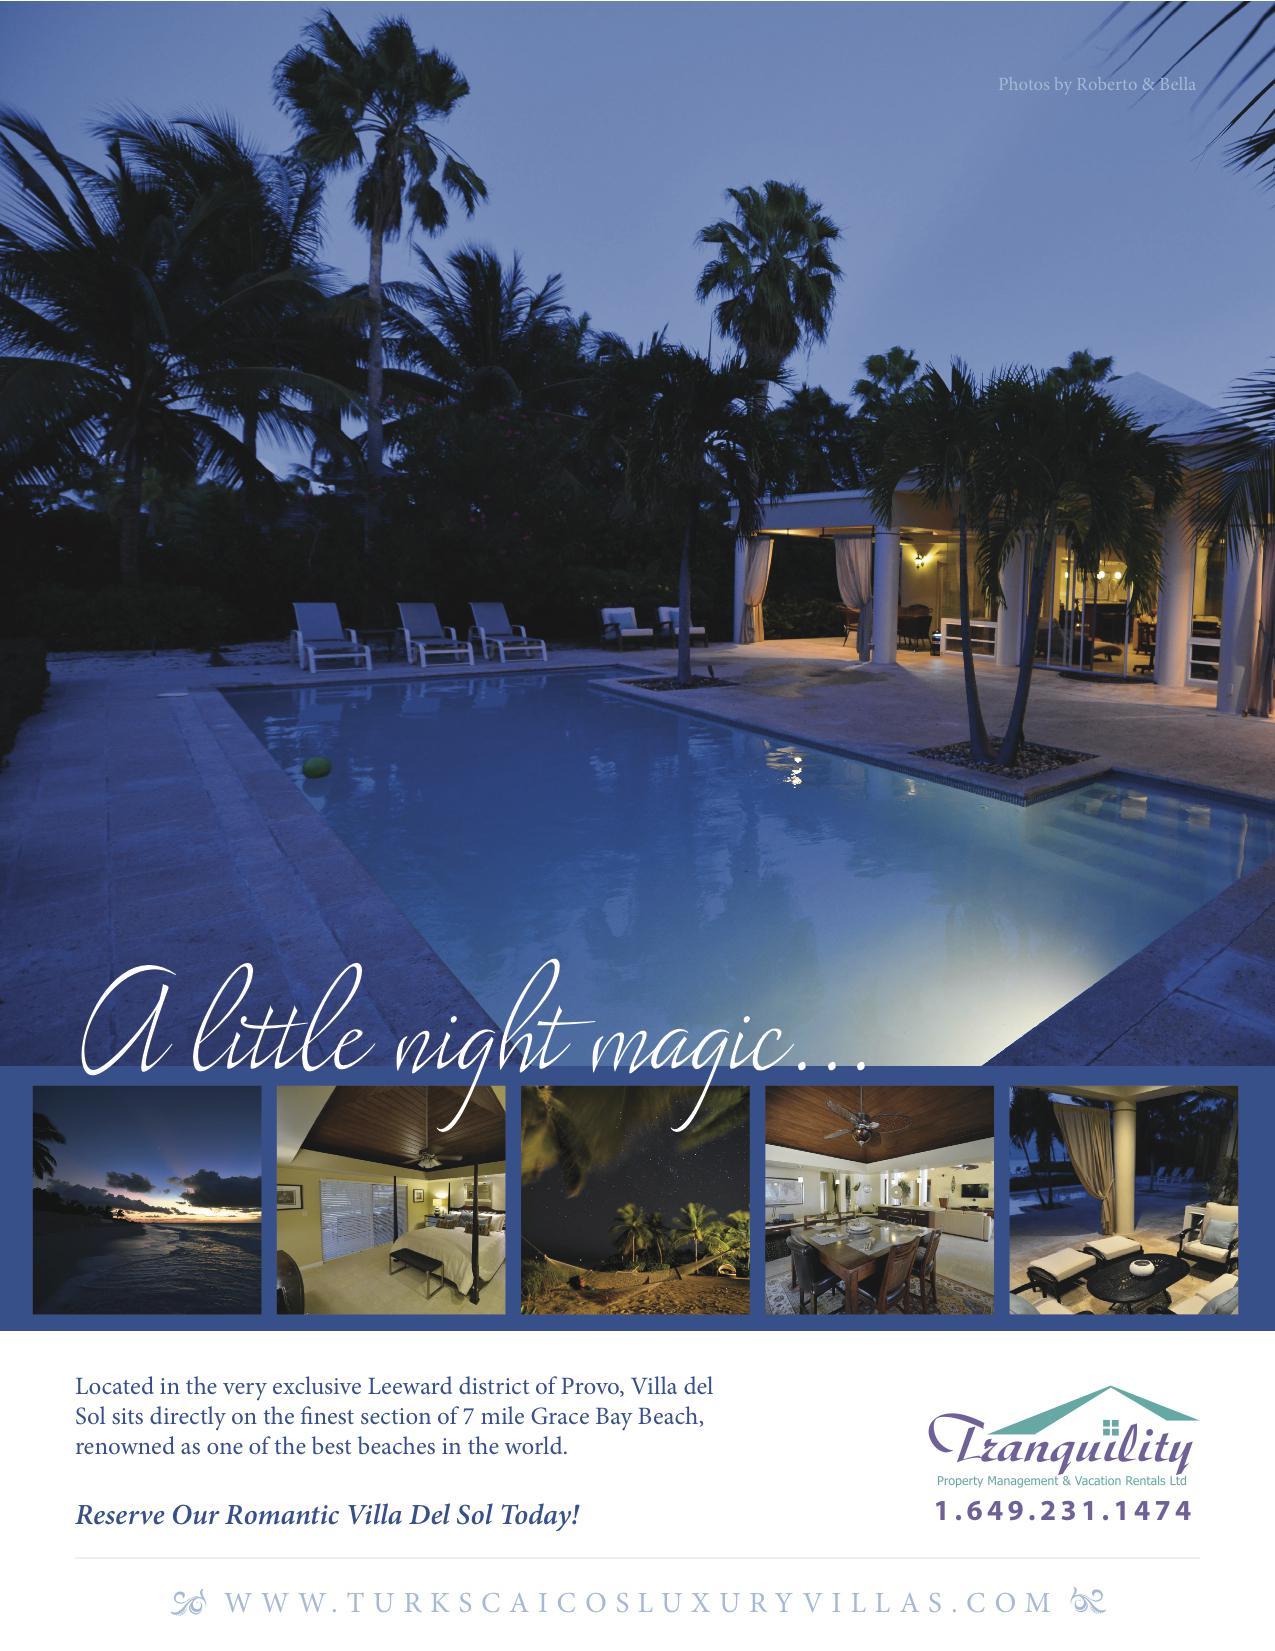 Photos by Roberto & Bella
A little night magic...
Located in the very exclusive Leeward district of Provo, Villa del
Sol sits directly on the finest section of 7 mile Grace Bay Beach,
renowned as one of the best beaches in the world.
Reserve Our Romantic Villa Del Sol Today!
Tranquility
Property Management & Vacation Rentals Ltd
1.649.231.1474
WWW.TURKSCAICOSLUXURYVILLAS.COM